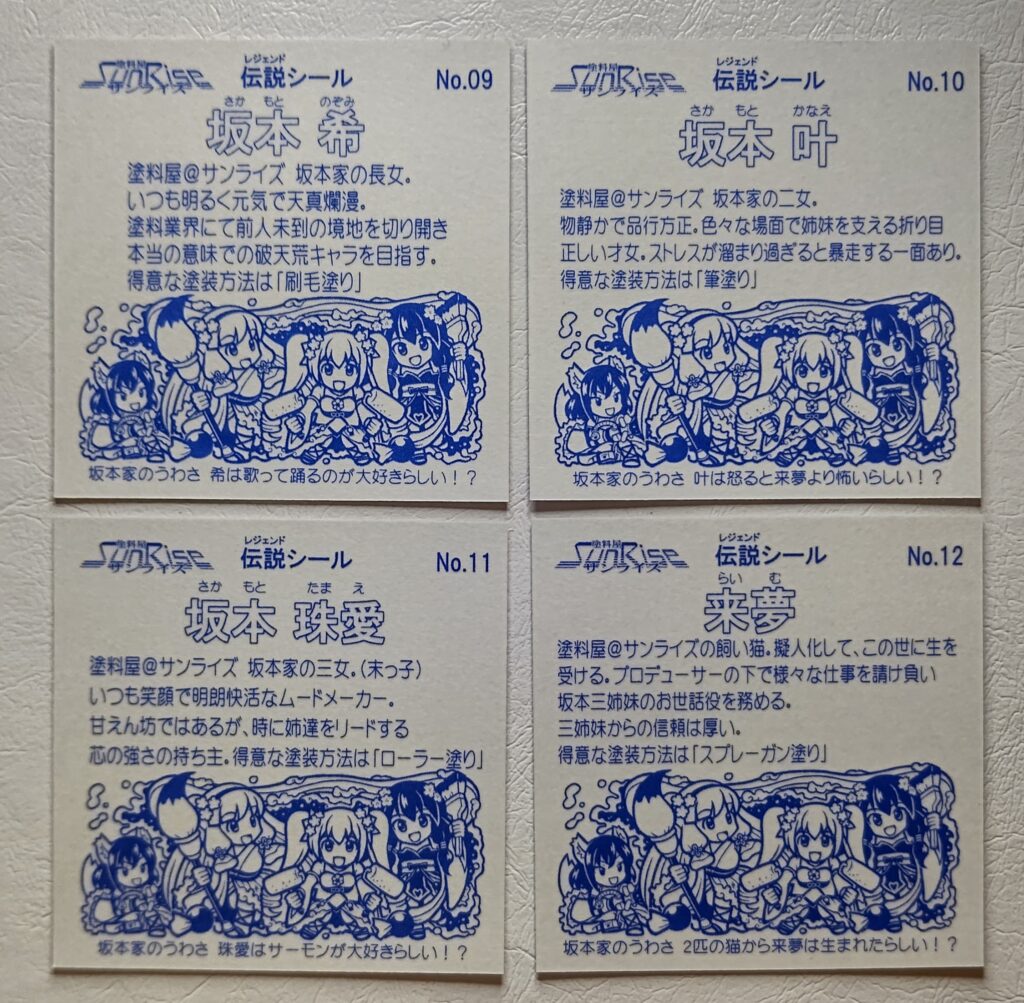 塗料屋
SunRise
サンライズ
レジェンド
伝説シール
No.09
さか もと のぞみ
坂本 希
塗料屋@サンライズ 坂本家の長女。
いつも明るく元気で天真爛漫。
塗料業界にて前人未到の境地を切り開き
本当の意味での破天荒キャラを目指す。
得意な塗装方法は「刷毛塗り」
坂本家のうわさ 希は歌って踊るのが大好きらしい!?
塗料屋
SunRise
サンライズ
レジェンド
伝説シール
No.10
さか もと かなえ
坂本 叶
塗料屋@サンライズ 坂本家の二女。
物静かで品行方正。色々な場面で姉妹を支える折り目
正しい才女。ストレスが溜まり過ぎると暴走する一面あり。
得意な塗装方法は「筆塗り」
坂本家のうわさ 叶は怒ると来夢より怖いらしい!?
塗料屋
SunRise
サンライズ
レジェンド
伝説シール
No.11
さか もと たま え
坂本 珠愛
塗料屋@サンライズ 坂本家の三女。(末っ子)
いつも笑顔で明朗快活なムードメーカー。
甘えん坊ではあるが、時に姉達をリードする
芯の強さの持ち主。得意な塗装方法は「ローラー塗り」
坂本家のうわさ 珠愛はサーモンが大好きらしい!?
塗料屋
SunRise
サンライズ
レジェンド
伝説シール
No.12
らい む
来夢
塗料屋@サンライズの飼い猫。擬人化して、この世に生を
受ける。プロデューサーの下で様々な仕事を請け負い
坂本三姉妹のお世話役を務める。
三姉妹からの信頼は厚い。
得意な塗装方法は「スプレーガン塗り」
坂本家のうわさ 2匹の猫から来夢は生まれたらしい!?